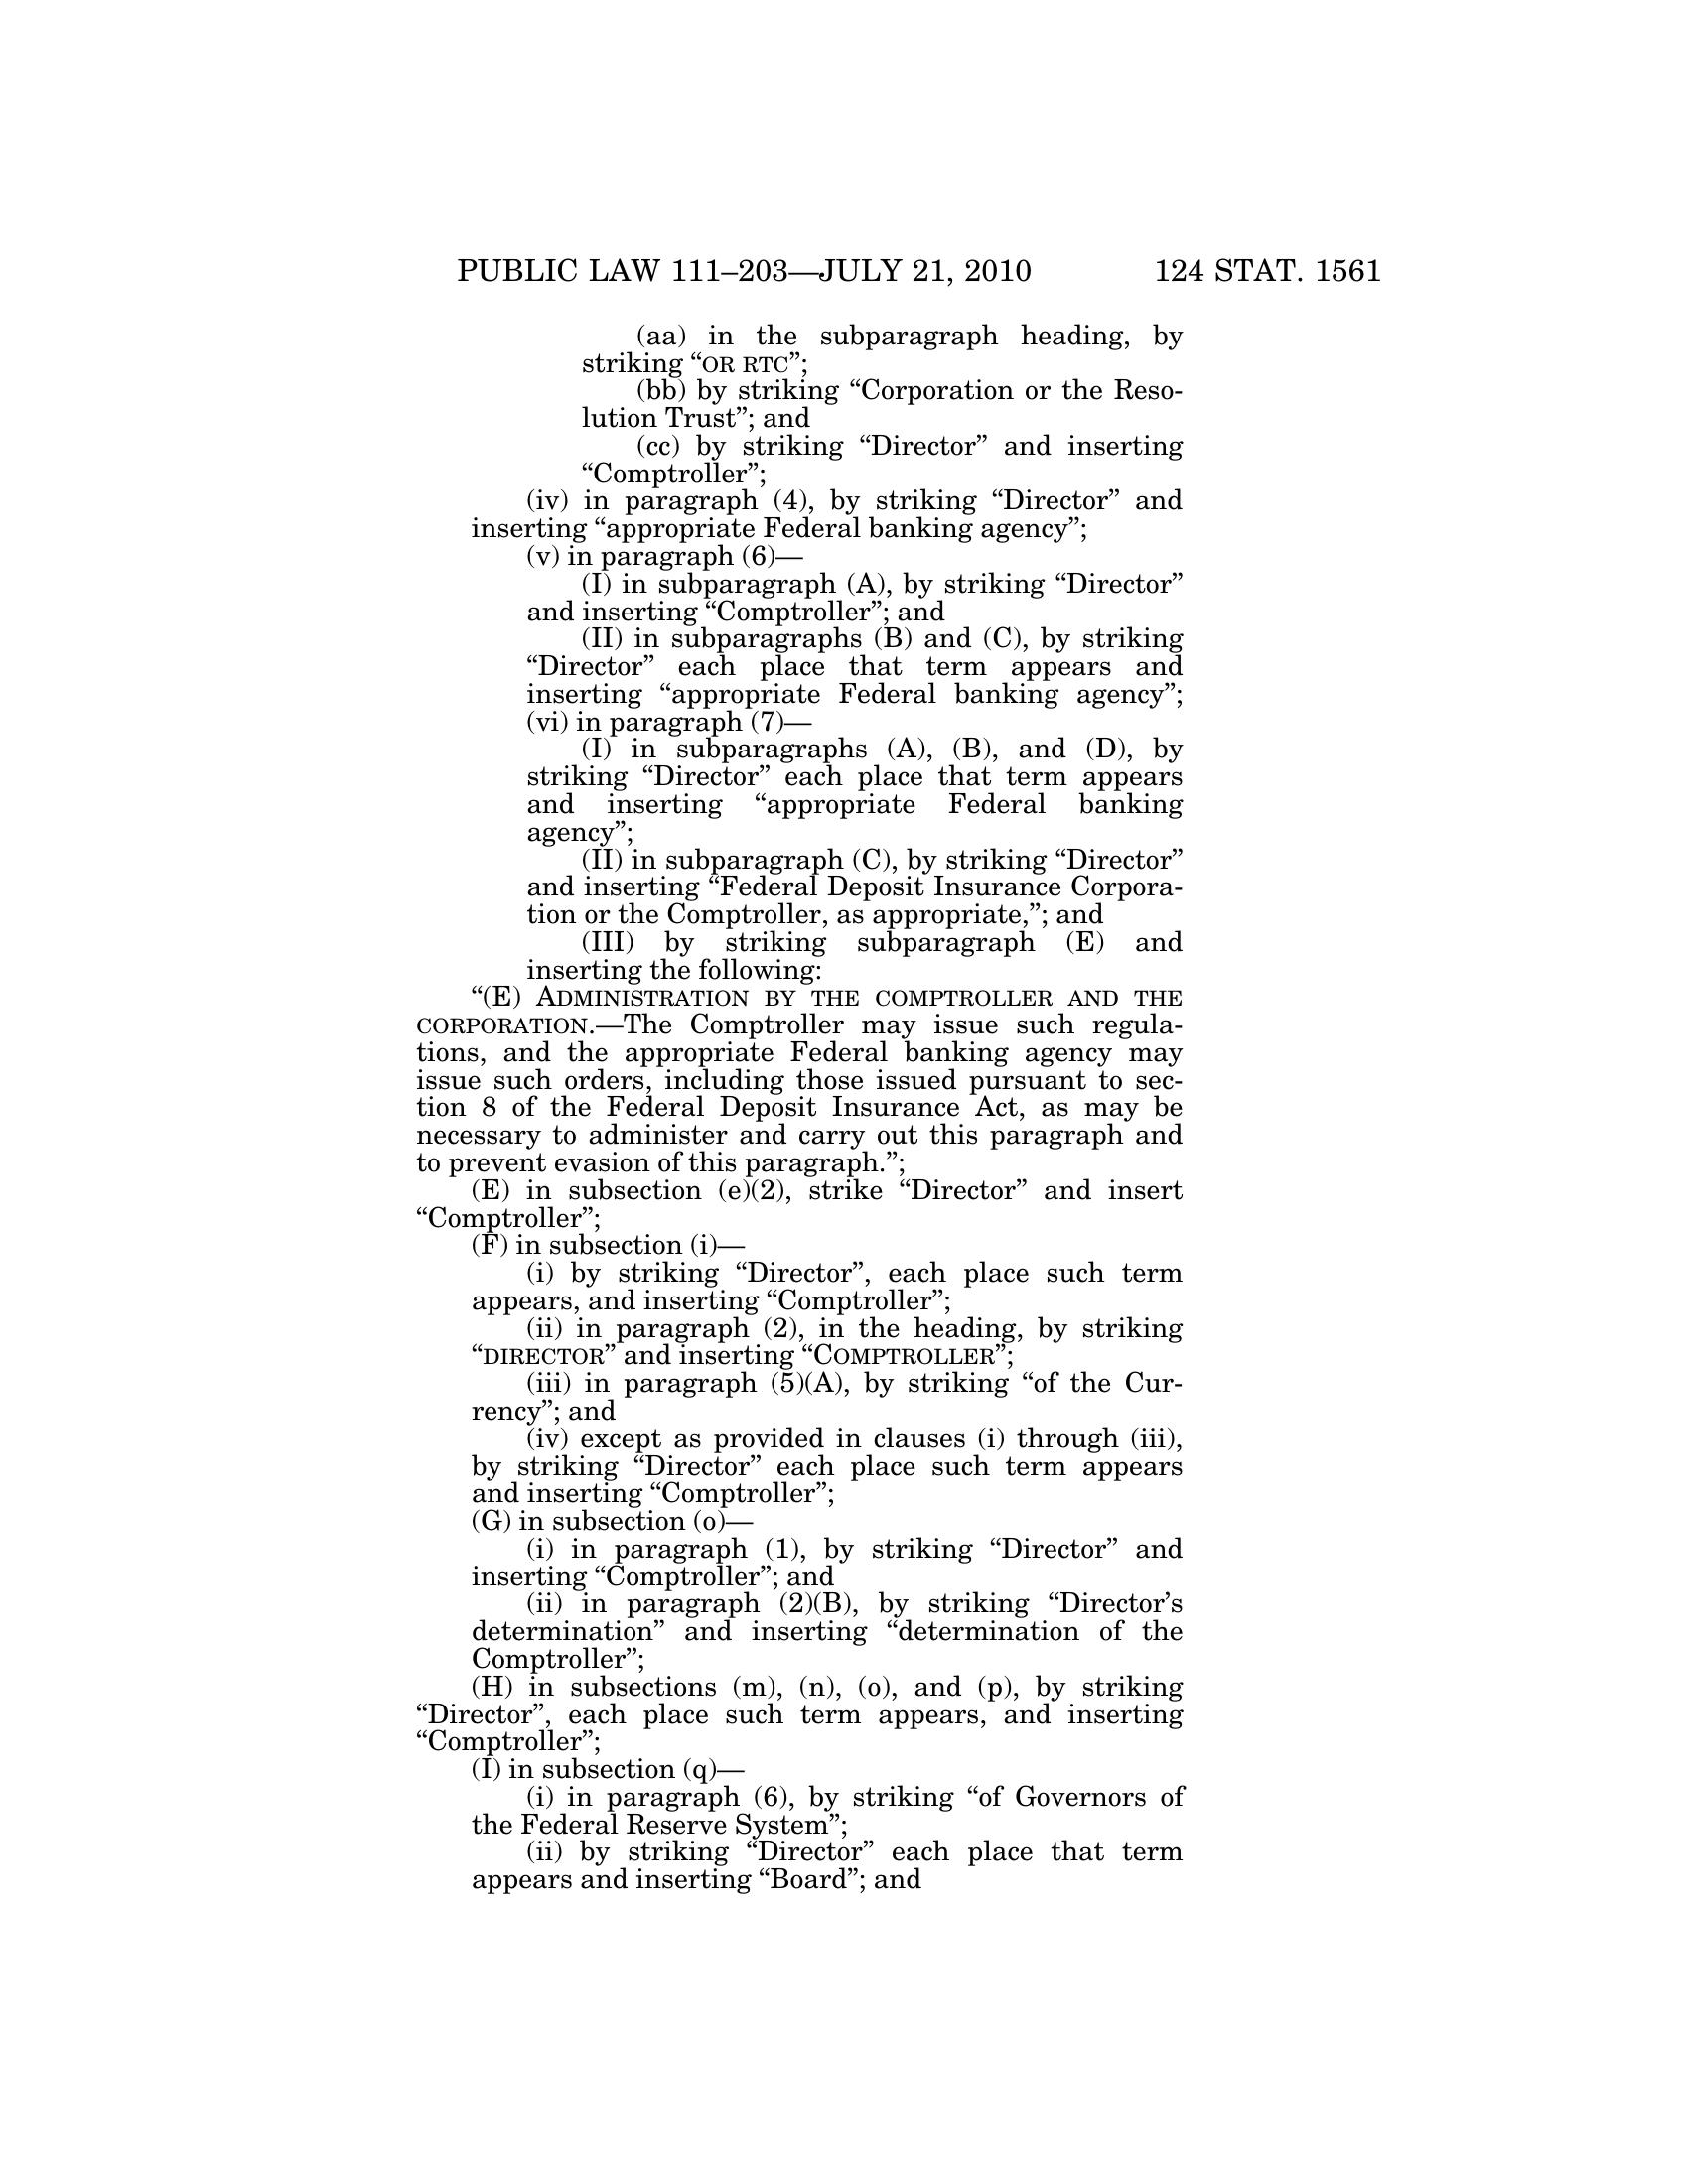 PUBLIC LAW 111–203—JULY 21, 2010 124 STAT. 1561
(aa) in the subparagraph heading, by
striking “OR RTC”;
(bb) by striking “Corporation or the Reso-
lution Trust”; and
(cc) by striking “Director” and inserting
“Comptroller”;
(iv) in paragraph (4), by striking “Director” and
inserting “appropriate Federal banking agency”;
(v) in paragraph (6)—
(I) in subparagraph (A), by striking “Director”
and inserting “Comptroller”; and
(II) in subparagraphs (B) and (C), by striking
“Director” each place that term appears and
inserting “appropriate Federal banking agency”;
(vi) in paragraph (7)—
(I) in subparagraphs (A), (B), and (D), by
striking “Director” each place that term appears
and inserting “appropriate Federal banking
agency”;
(II) in subparagraph (C), by striking “Director”
and inserting “Federal Deposit Insurance Corpora-
tion or the Comptroller, as appropriate,”; and
(III) by striking subparagraph (E) and
inserting the following:
“(E) ADMINISTRATION BY THE COMPTROLLER AND THE
CORPORATION.—The Comptroller may issue such regula-
tions, and the appropriate Federal banking agency may
issue such orders, including those issued pursuant to sec-
tion 8 of the Federal Deposit Insurance Act, as may be
necessary to administer and carry out this paragraph and
to prevent evasion of this paragraph.”;
(E) in subsection (e)(2), strike “Director” and insert
“Comptroller”;
(F) in subsection (i)—
(i) by striking “Director”, each place such term
appears, and inserting “Comptroller”;
(ii) in paragraph (2), in the heading, by striking
“DIRECTOR” and inserting “COMPTROLLER”;
(iii) in paragraph (5)(A), by striking “of the Cur-
rency”; and
(iv) except as provided in clauses (i) through (iii),
by striking “Director” each place such term appears
and inserting “Comptroller”;
(G) in subsection (o)—
(i) in paragraph (1), by striking “Director” and
inserting “Comptroller”; and
(ii) in paragraph (2)(B), by striking “Director’s
determination” and inserting “determination of the
Comptroller”;
(H) in subsections (m), (n), (o), and (p), by striking
“Director”, each place such term appears, and inserting
“Comptroller”;
(I) in subsection (q)—
(i) in paragraph (6), by striking “of Governors of
the Federal Reserve System”;
(ii) by striking “Director” each place that term
appears and inserting “Board”; and